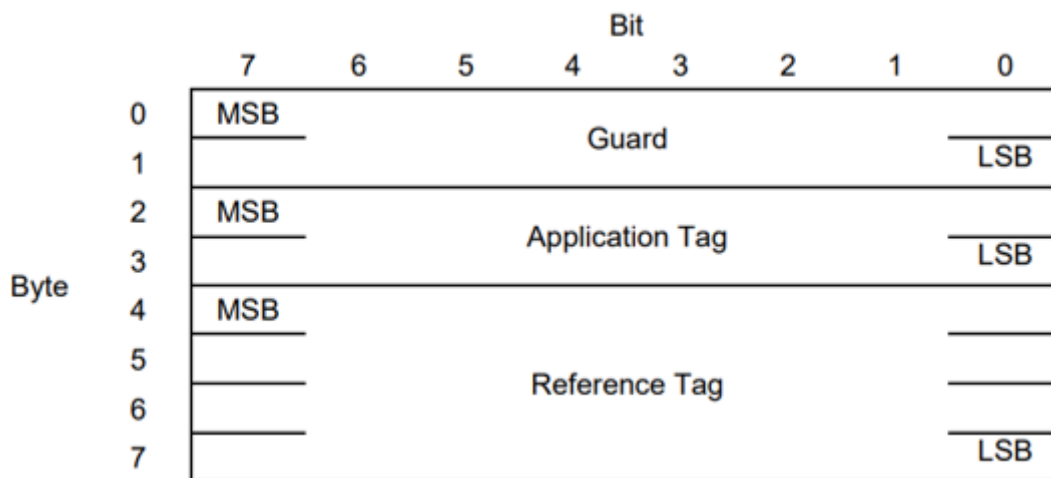 Bit
7 6 5 4 3 2 1 0
0 MSB
Guard
1 LSB
2 MSB
Application Tag
3 LSB
Byte
4 MSB
5
Reference Tag
6
7 LSB